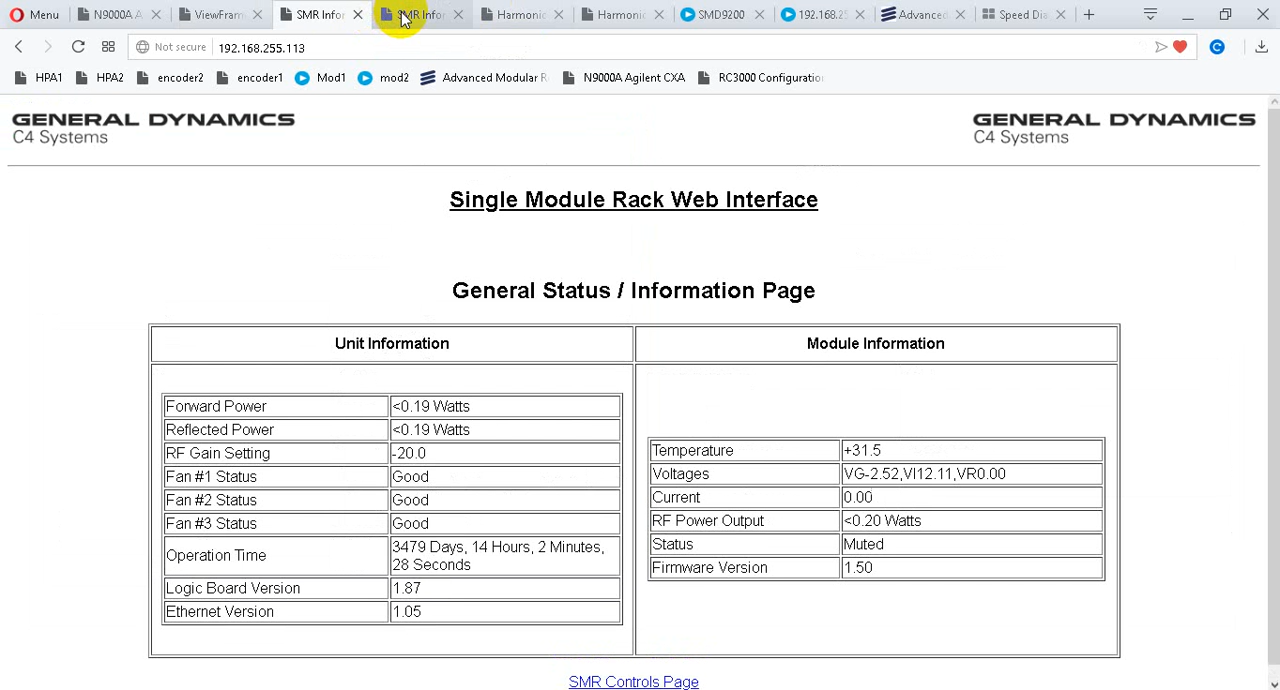 Menu N9000A A ViewFram SMR Infor SMR Infor Harmonic Harmonic SMD9200 192.168.25 Advanced Speed Dia
Not secure 192.168.255.113
HPA1 HPA2 encoder2 encoder1 Mod1 mod2 Advanced Modular R N9000A Agilent CXA RC3000 Configuratio
GENERAL DYNAMICS
C4 Systems
GENERAL DYNAMICS
C4 Systems
Single Module Rack Web Interface
General Status / Information Page
Unit Information
Forward Power <0.19 Watts
Reflected Power <0.19 Watts
RF Gain Setting -20.0
Fan #1 Status Good
Fan #2 Status Good
Fan #3 Status Good
Operation Time 3479 Days, 14 Hours, 2 Minutes,
28 Seconds
Logic Board Version 1.87
Ethernet Version 1.05
Module Information
Temperature +31.5
Voltages VG-2.52,VI12.11,VR0.00
Current 0.00
RF Power Output <0.20 Watts
Status Muted
Firmware Version 1.50
SMR Controls Page